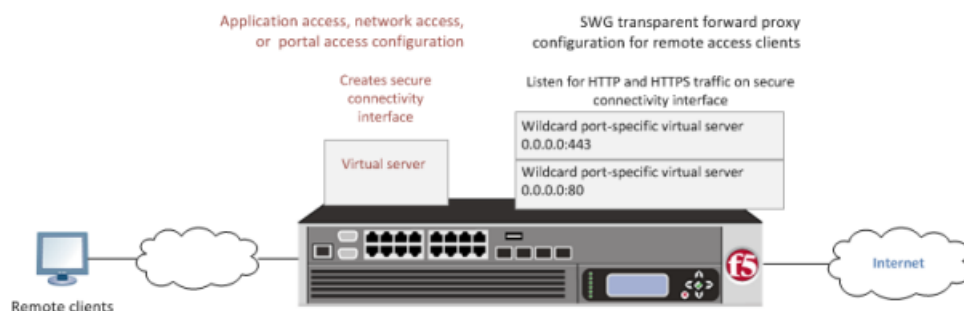 Application access, network access,
or portal access configuration
SWG transparent forward proxy
configuration for remote access clients
Creates secure
connectivity
interface
Listen for HTTP and HTTPS traffic on secure
connectivity interface
Virtual server
Wildcard port-specific virtual server
0.0.0.0:443
Wildcard port-specific virtual server
0.0.0.0:80
f5
Internet
Remote clients